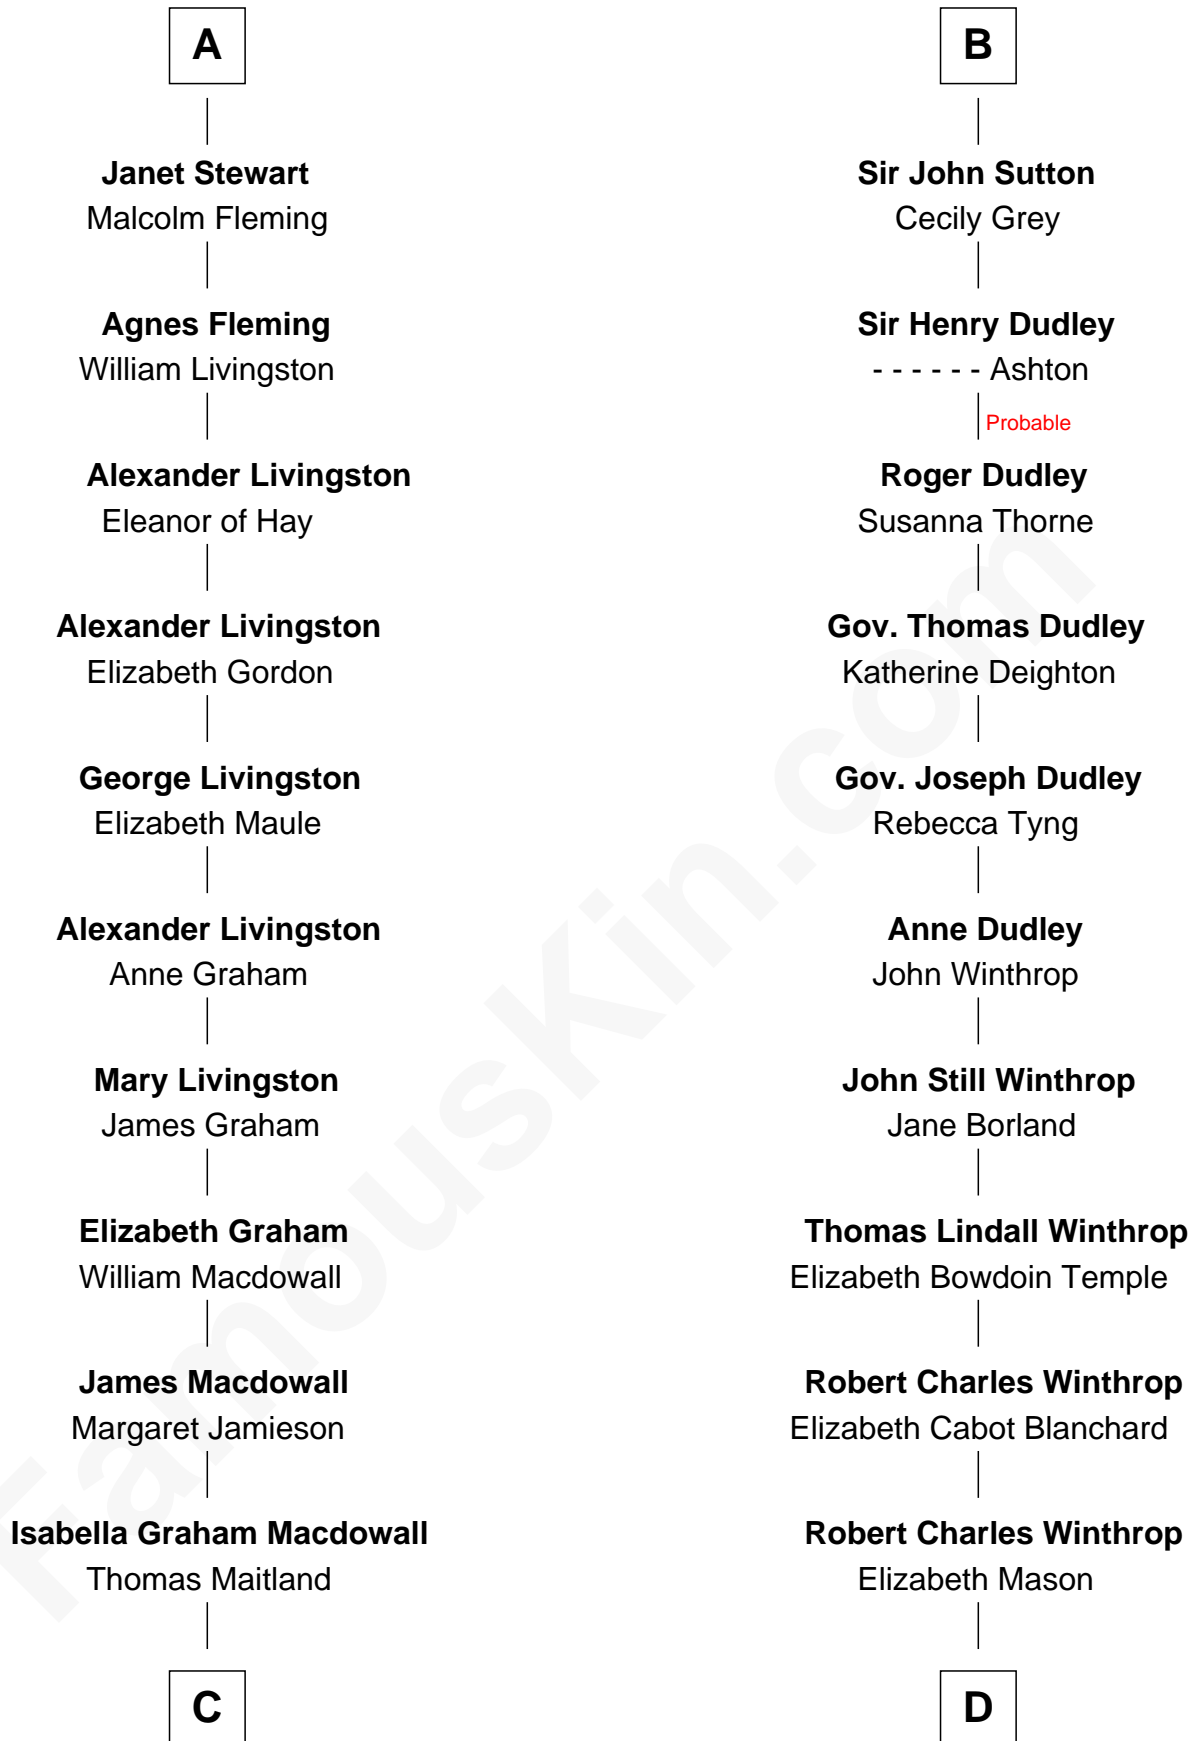 A
Janet Stewart
Malcolm Fleming
Agnes Fleming
William Livingston
Alexander Livingston
Eleanor of Hay
Alexander Livingston
Elizabeth Gordon
George Livingston
Elizabeth Maule
Alexander Livingston
Anne Graham
Mary Livingston
James Graham
Elizabeth Graham
William Macdowall
James Macdowall
Margaret Jamieson
Isabella Graham Macdowall
Thomas Maitland
C
B
Sir John Sutton
Cecily Grey
Sir Henry Dudley
- - - - - - Ashton
Probable
Roger Dudley
Susanna Thorne
Gov. Thomas Dudley
Katherine Deighton
Gov. Joseph Dudley
Rebecca Tyng
Anne Dudley
John Winthrop
John Still Winthrop
Jane Borland
Thomas Lindall Winthrop
Elizabeth Bowdoin Temple
Robert Charles Winthrop
Elizabeth Cabot Blanchard
Robert Charles Winthrop
Elizabeth Mason
D
FamousKin.com